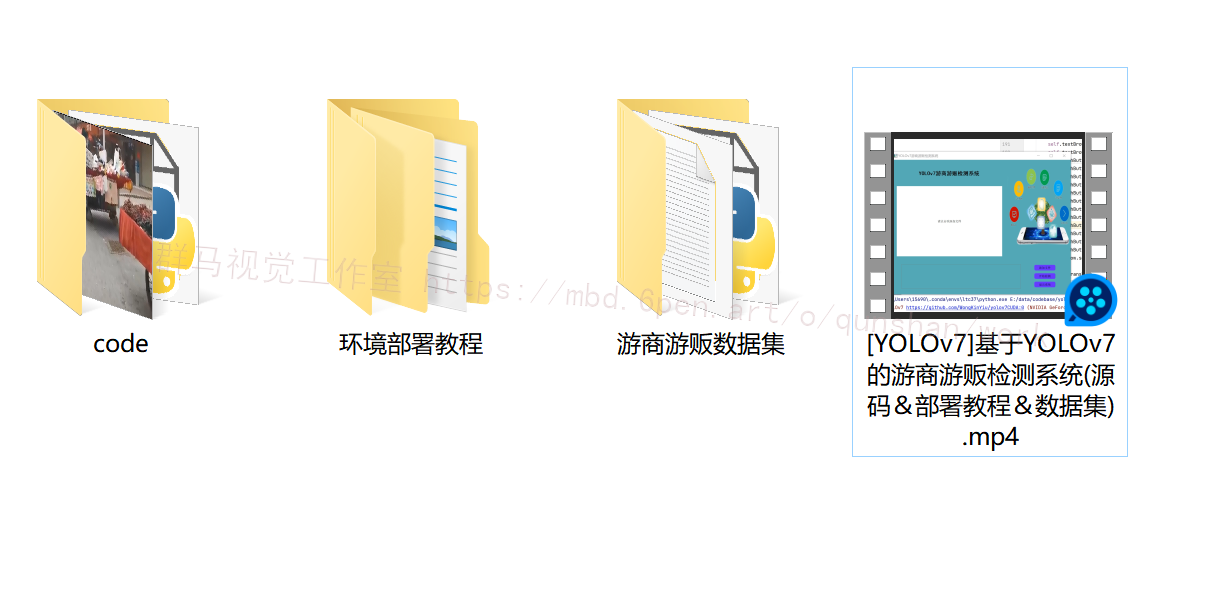 code
环境部署教程
游商游贩数据集
[YOLOv7]基于YOLOv7
的游商游贩检测系统(源
码＆部署教程＆数据集)
.mp4
群马视觉工作室 https://mbd.6pen.art/o/qunshan/work
YOLOv7游商游贩检测系统